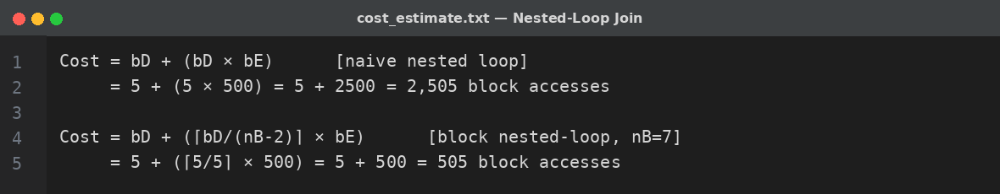 cost_estimate.txt — Nested-Loop Join
1 Cost = bD + (bD × bE)      [naive nested loop]
2      = 5 + (5 × 500) = 5 + 2500 = 2,505 block accesses
3
4 Cost = bD + (⌈bD/(nB-2)⌉ × bE)      [block nested-loop, nB=7]
5      = 5 + (⌈5/5⌉ × 500) = 5 + 500 = 505 block accesses